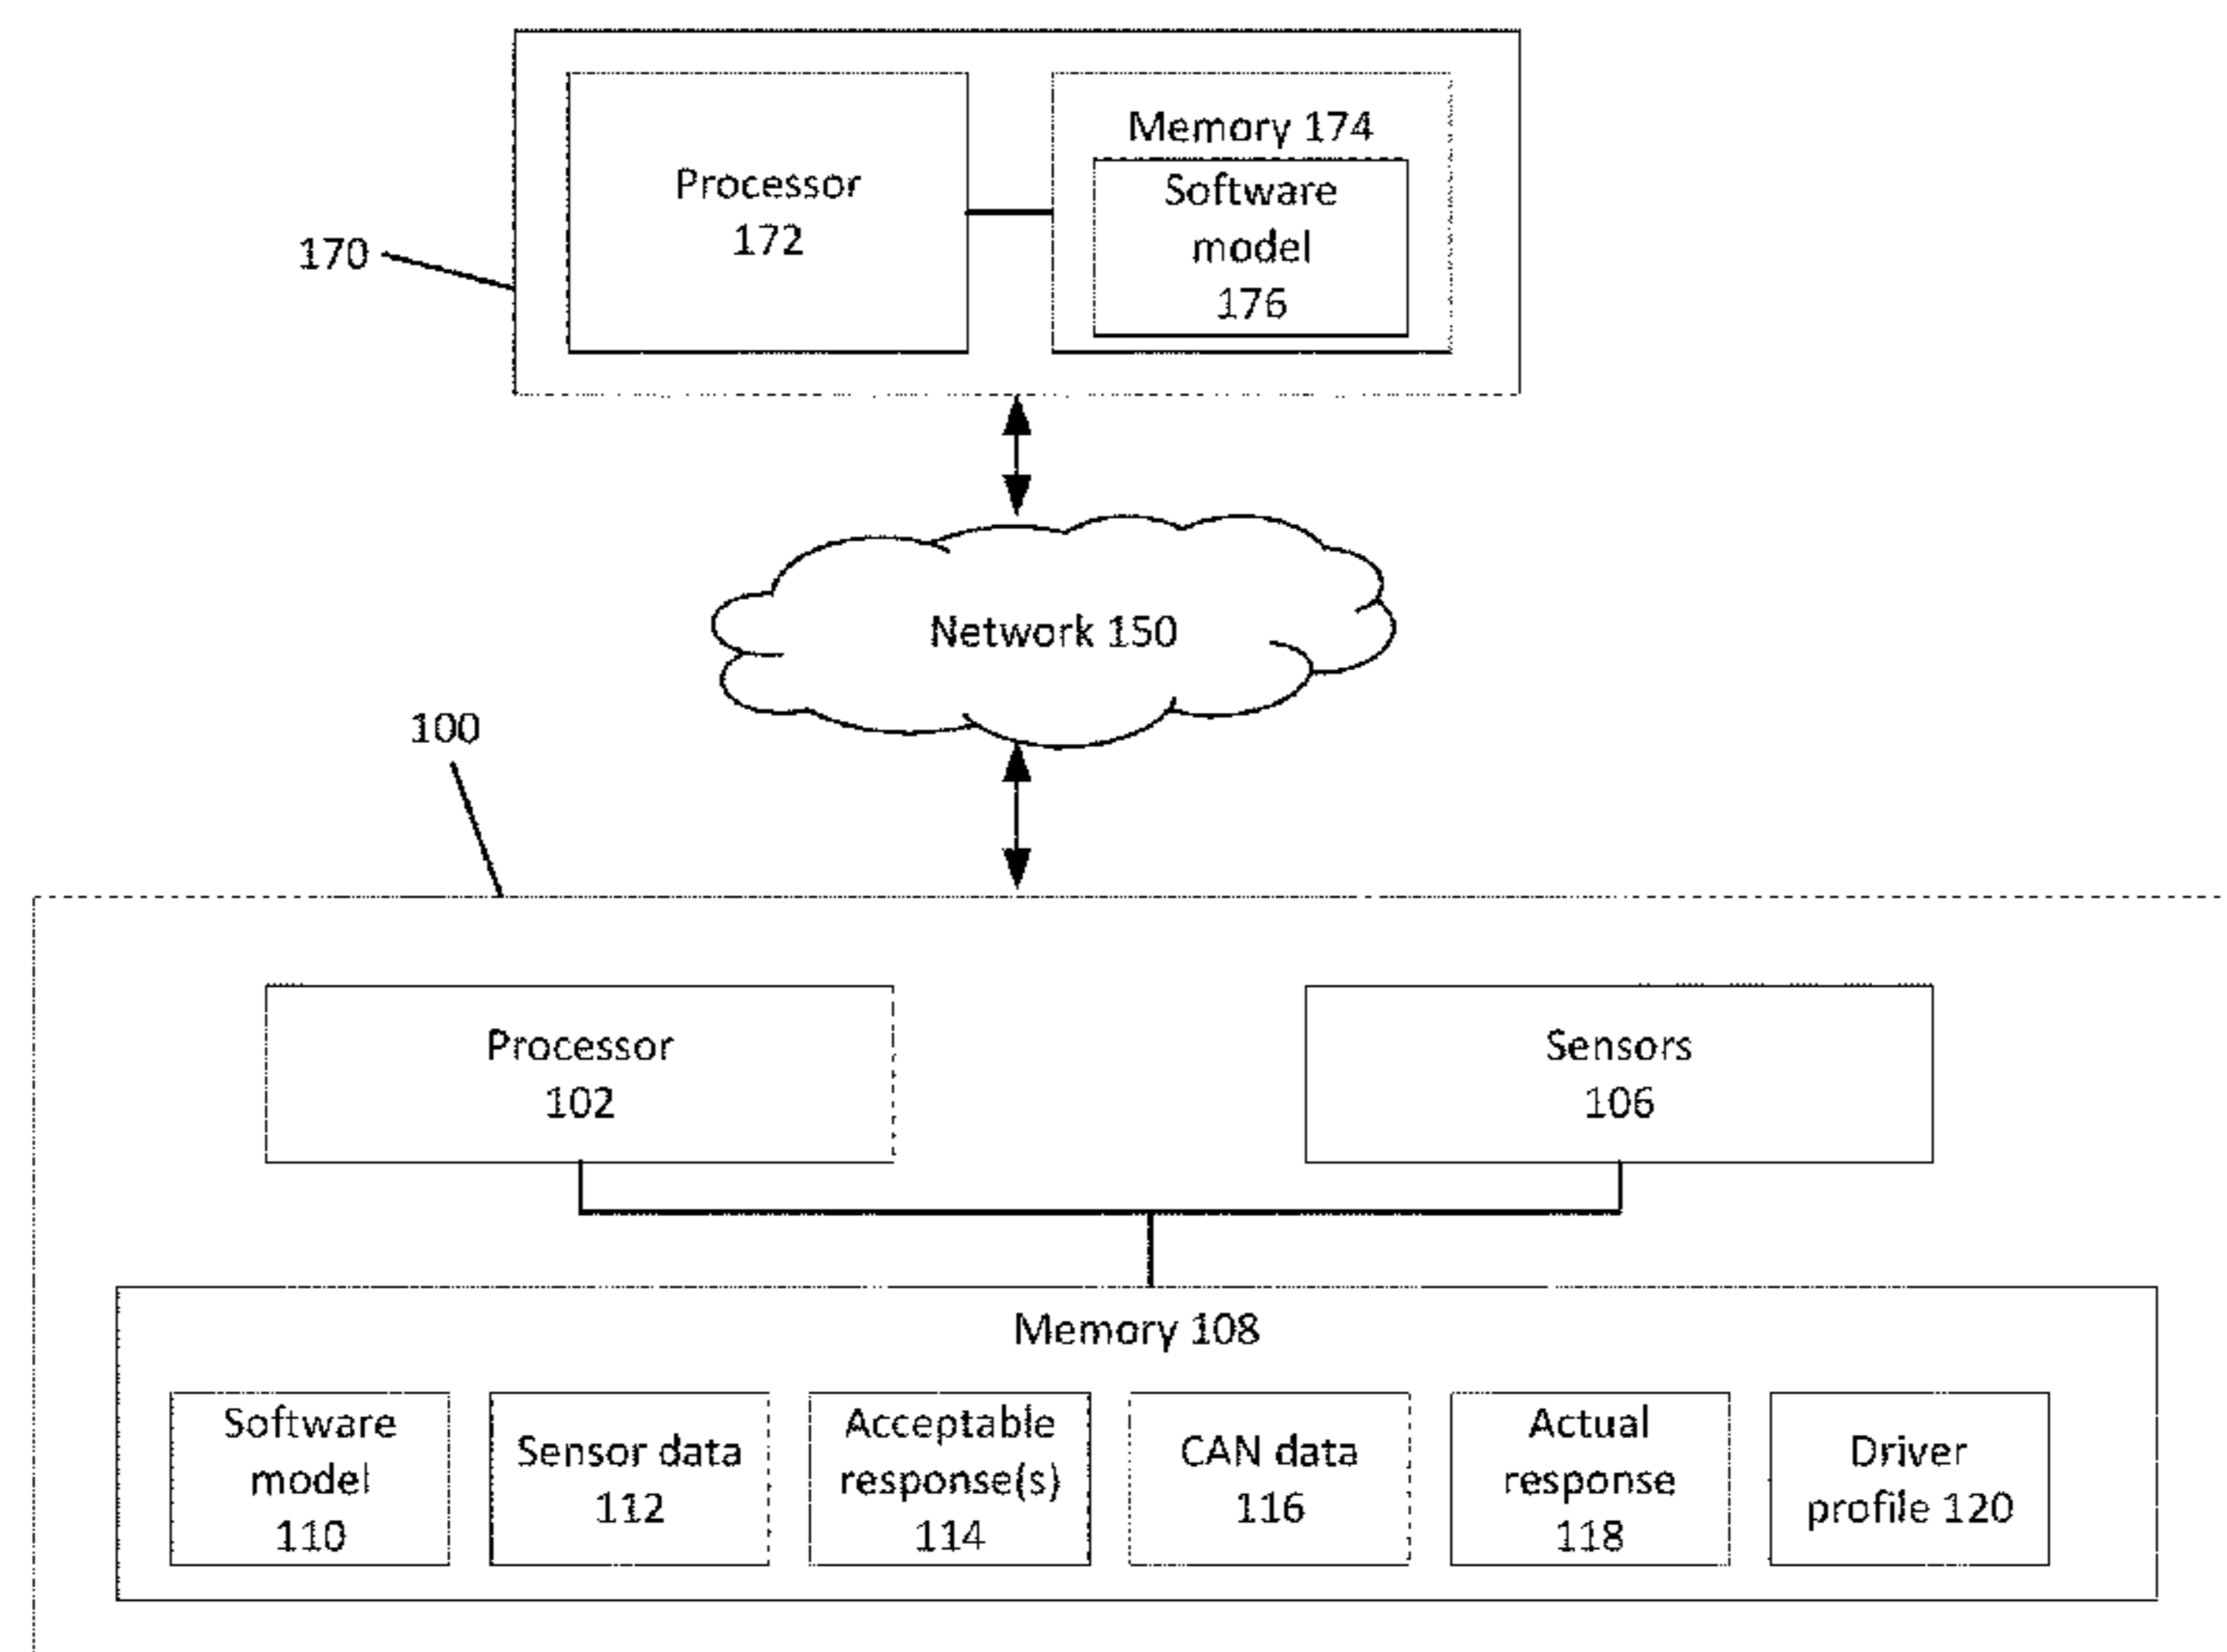 Processor
172
Memory 174
Software
model
176
170
Network 150
100
Processor
102
Sensors
106
Memory 108
Software
model
110
Sensor data
112
Acceptable
response(s)
114
CAN data
116
Actual
response
118
Driver
profile 120